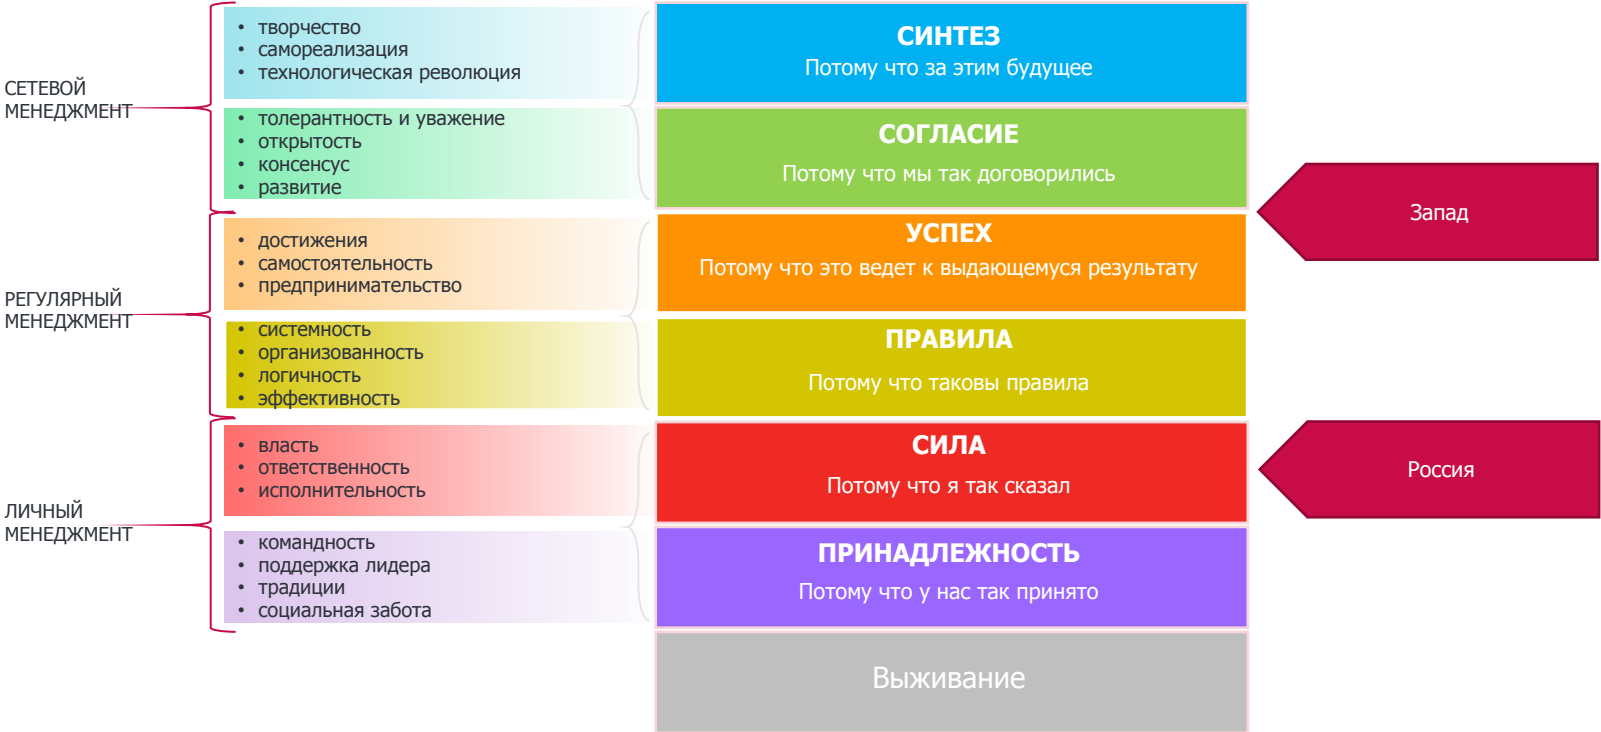 СЕТЕВОЙ
МЕНЕДЖМЕНТ
• творчество
• самореализация
• технологическая революция
СИНТЕЗ
Потому что за этим будущее
• толерантность и уважение
• открытость
• консенсус
• развитие
СОГЛАСИЕ
Потому что мы так договорились
Запад
РЕГУЛЯРНЫЙ
МЕНЕДЖМЕНТ
• достижения
• самостоятельность
• предпринимательство
УСПЕХ
Потому что это ведет к выдающемуся результату
• системность
• организованность
• логичность
• эффективность
ПРАВИЛА
Потому что таковы правила
ЛИЧНЫЙ
МЕНЕДЖМЕНТ
• власть
• ответственность
• исполнительность
СИЛА
Потому что я так сказал
Россия
• командность
• поддержка лидера
• традиции
• социальная забота
ПРИНАДЛЕЖНОСТЬ
Потому что у нас так принято
Выживание